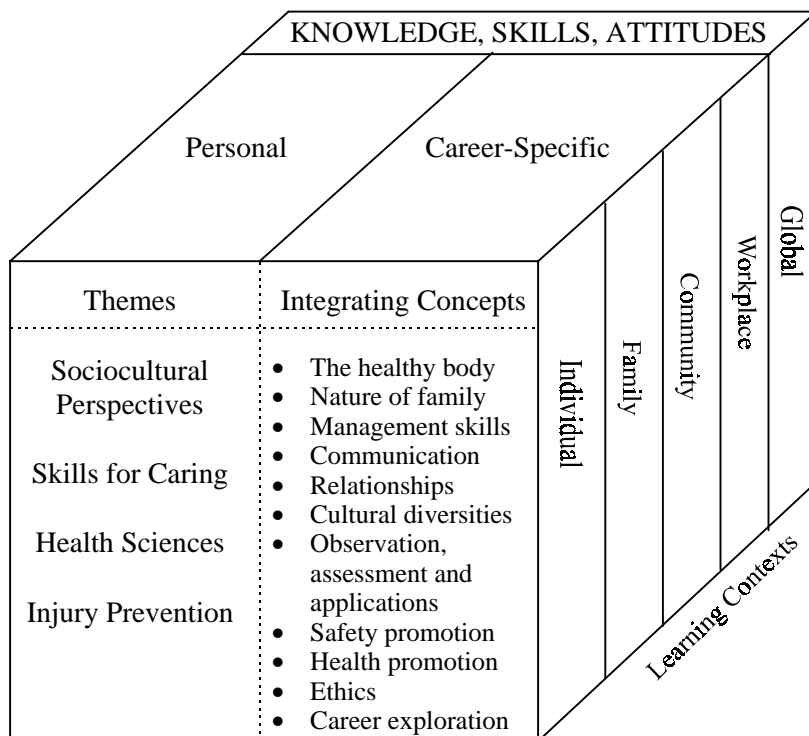 KNOWLEDGE, SKILLS, ATTITUDES
Personal
Career-Specific
Themes
Sociocultural
Perspectives
Skills for Caring
Health Sciences
Injury Prevention
Integrating Concepts
• The healthy body
• Nature of family
• Management skills
• Communication
• Relationships
• Cultural diversities
• Observation,
assessment and
applications
• Safety promotion
• Health promotion
• Ethics
• Career exploration
Individual
Family
Community
Workplace
Global
Learning Contexts